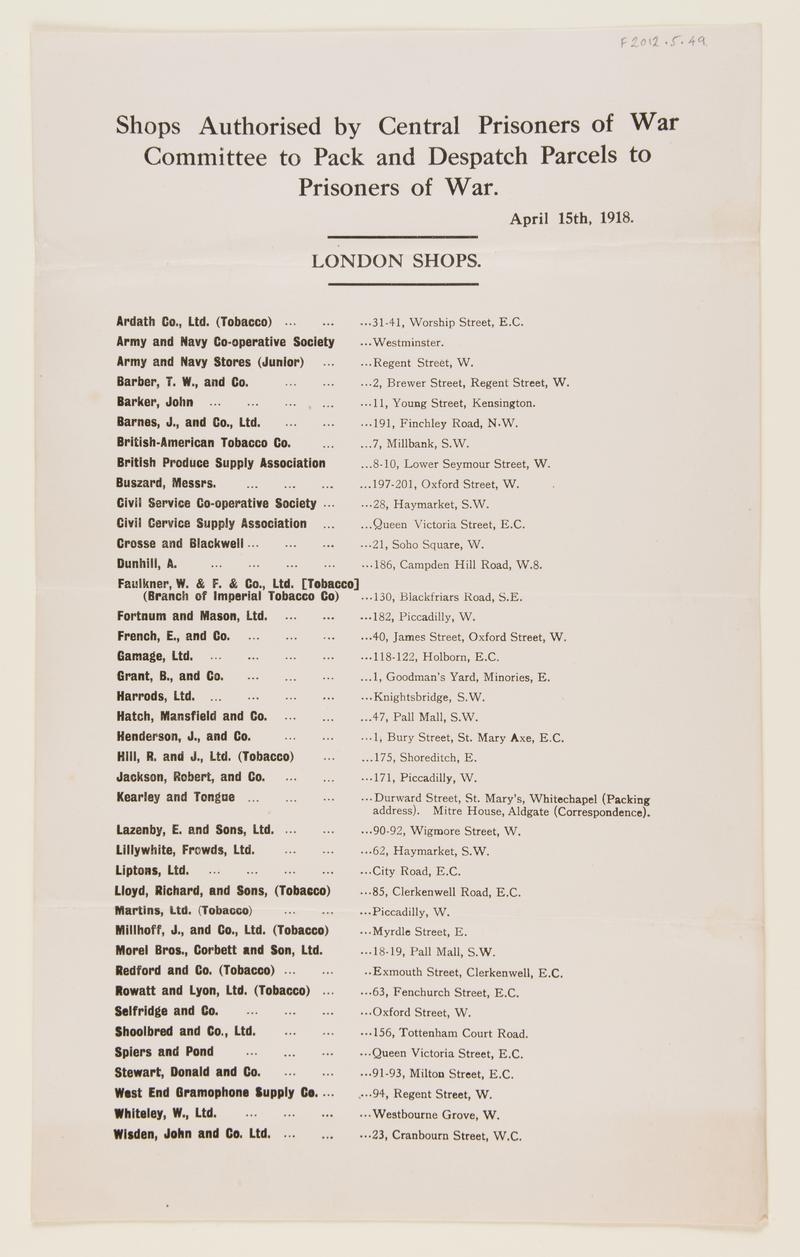 F2012.5.49.
Shops Authorised by Central Prisoners of War
Committee to Pack and Despatch Parcels to
Prisoners of War.
April 15th, 1918.
LONDON SHOPS.
Ardath Co., Ltd. (Tobacco) ... ... ...31-41, Worship Street, E.C.
Army and Navy Co-operative Society ...Westminster.
Army and Navy Stores (Junior) ... ...Regent Street, W.
Barber, T. W., and Co. ... ... ...2, Brewer Street, Regent Street, W.
Barker, John ... ... ... ... ...11, Young Street, Kensington.
Barnes, J., and Co., Ltd. ... ... ...191, Finchley Road, N.W.
British-American Tobacco Co. ... ...7, Millbank, S.W.
British Produce Supply Association ...8-10, Lower Seymour Street, W.
Buszard, Messrs. ... ... ... ...197-201, Oxford Street, W.
Civil Service Co-operative Society ... ...28, Haymarket, S.W.
Civil Cervice Supply Association ... ...Queen Victoria Street, E.C.
Crosse and Blackwell ... ... ... ...21, Soho Square, W.
Dunhill, A. ... ... ... ... ...186, Campden Hill Road, W.8.
Faulkner, W. & F. & Co., Ltd. [Tobacco]
(Branch of Imperial Tobacco Co) ...130, Blackfriars Road, S.E.
Fortnum and Mason, Ltd. ... ... ...182, Piccadilly, W.
French, E., and Co. ... ... ... ...40, James Street, Oxford Street, W.
Gamage, Ltd. ... ... ... ... ...118-122, Holborn, E.C.
Grant, B., and Co. ... ... ... ...1, Goodman's Yard, Minories, E.
Harrods, Ltd. ... ... ... ... ...Knightsbridge, S.W.
Hatch, Mansfield and Co. ... ... ...47, Pall Mall, S.W.
Henderson, J., and Co. ... ... ...1, Bury Street, St. Mary Axe, E.C.
Hill, R. and J., Ltd. (Tobacco) ... ...175, Shoreditch, E.
Jackson, Robert, and Co. ... ... ...171, Piccadilly, W.
Kearley and Tongue ... ... ... ...Durward Street, St. Mary's, Whitechapel (Packing
address). Mitre House, Aldgate (Correspondence).
Lazenby, E. and Sons, Ltd. ... ... ...90-92, Wigmore Street, W.
Lillywhite, Frowds, Ltd. ... ... ...62, Haymarket, S.W.
Liptons, Ltd. ... ... ... ... ...City Road, E.C.
Lloyd, Richard, and Sons, (Tobacco) ...85, Clerkenwell Road, E.C.
Martins, Ltd. (Tobacco) ... ... ...Piccadilly, W.
Millhoff, J., and Co., Ltd. (Tobacco) ...Myrdle Street, E.
Morel Bros., Corbett and Son, Ltd. ...18-19, Pall Mall, S.W.
Redford and Co. (Tobacco) ... ... ..Exmouth Street, Clerkenwell, E.C.
Rowatt and Lyon, Ltd. (Tobacco) ... ...63, Fenchurch Street, E.C.
Selfridge and Co. ... ... ... ...Oxford Street, W.
Shoolbred and Co., Ltd. ... ... ...156, Tottenham Court Road.
Spiers and Pond ... ... ... ...Queen Victoria Street, E.C.
Stewart, Donald and Co. ... ... ...91-93, Milton Street, E.C.
West End Gramophone Supply Co. ... ...94, Regent Street, W.
Whiteley, W., Ltd. ... ... ... ...Westbourne Grove, W.
Wisden, John and Co. Ltd. ... ... ...23, Cranbourn Street, W.C.